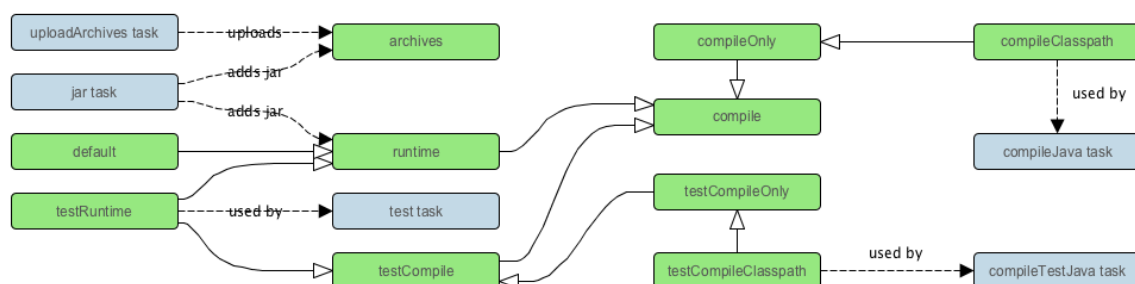 uploadArchives task
uploads
archives
compileOnly
compileClasspath
adds jar
jar task
used by
adds jar
compile
default
runtime
compileJava task
testRuntime
used by
test task
testCompileOnly
testCompile
testCompileClasspath
used by
compileTestJava task